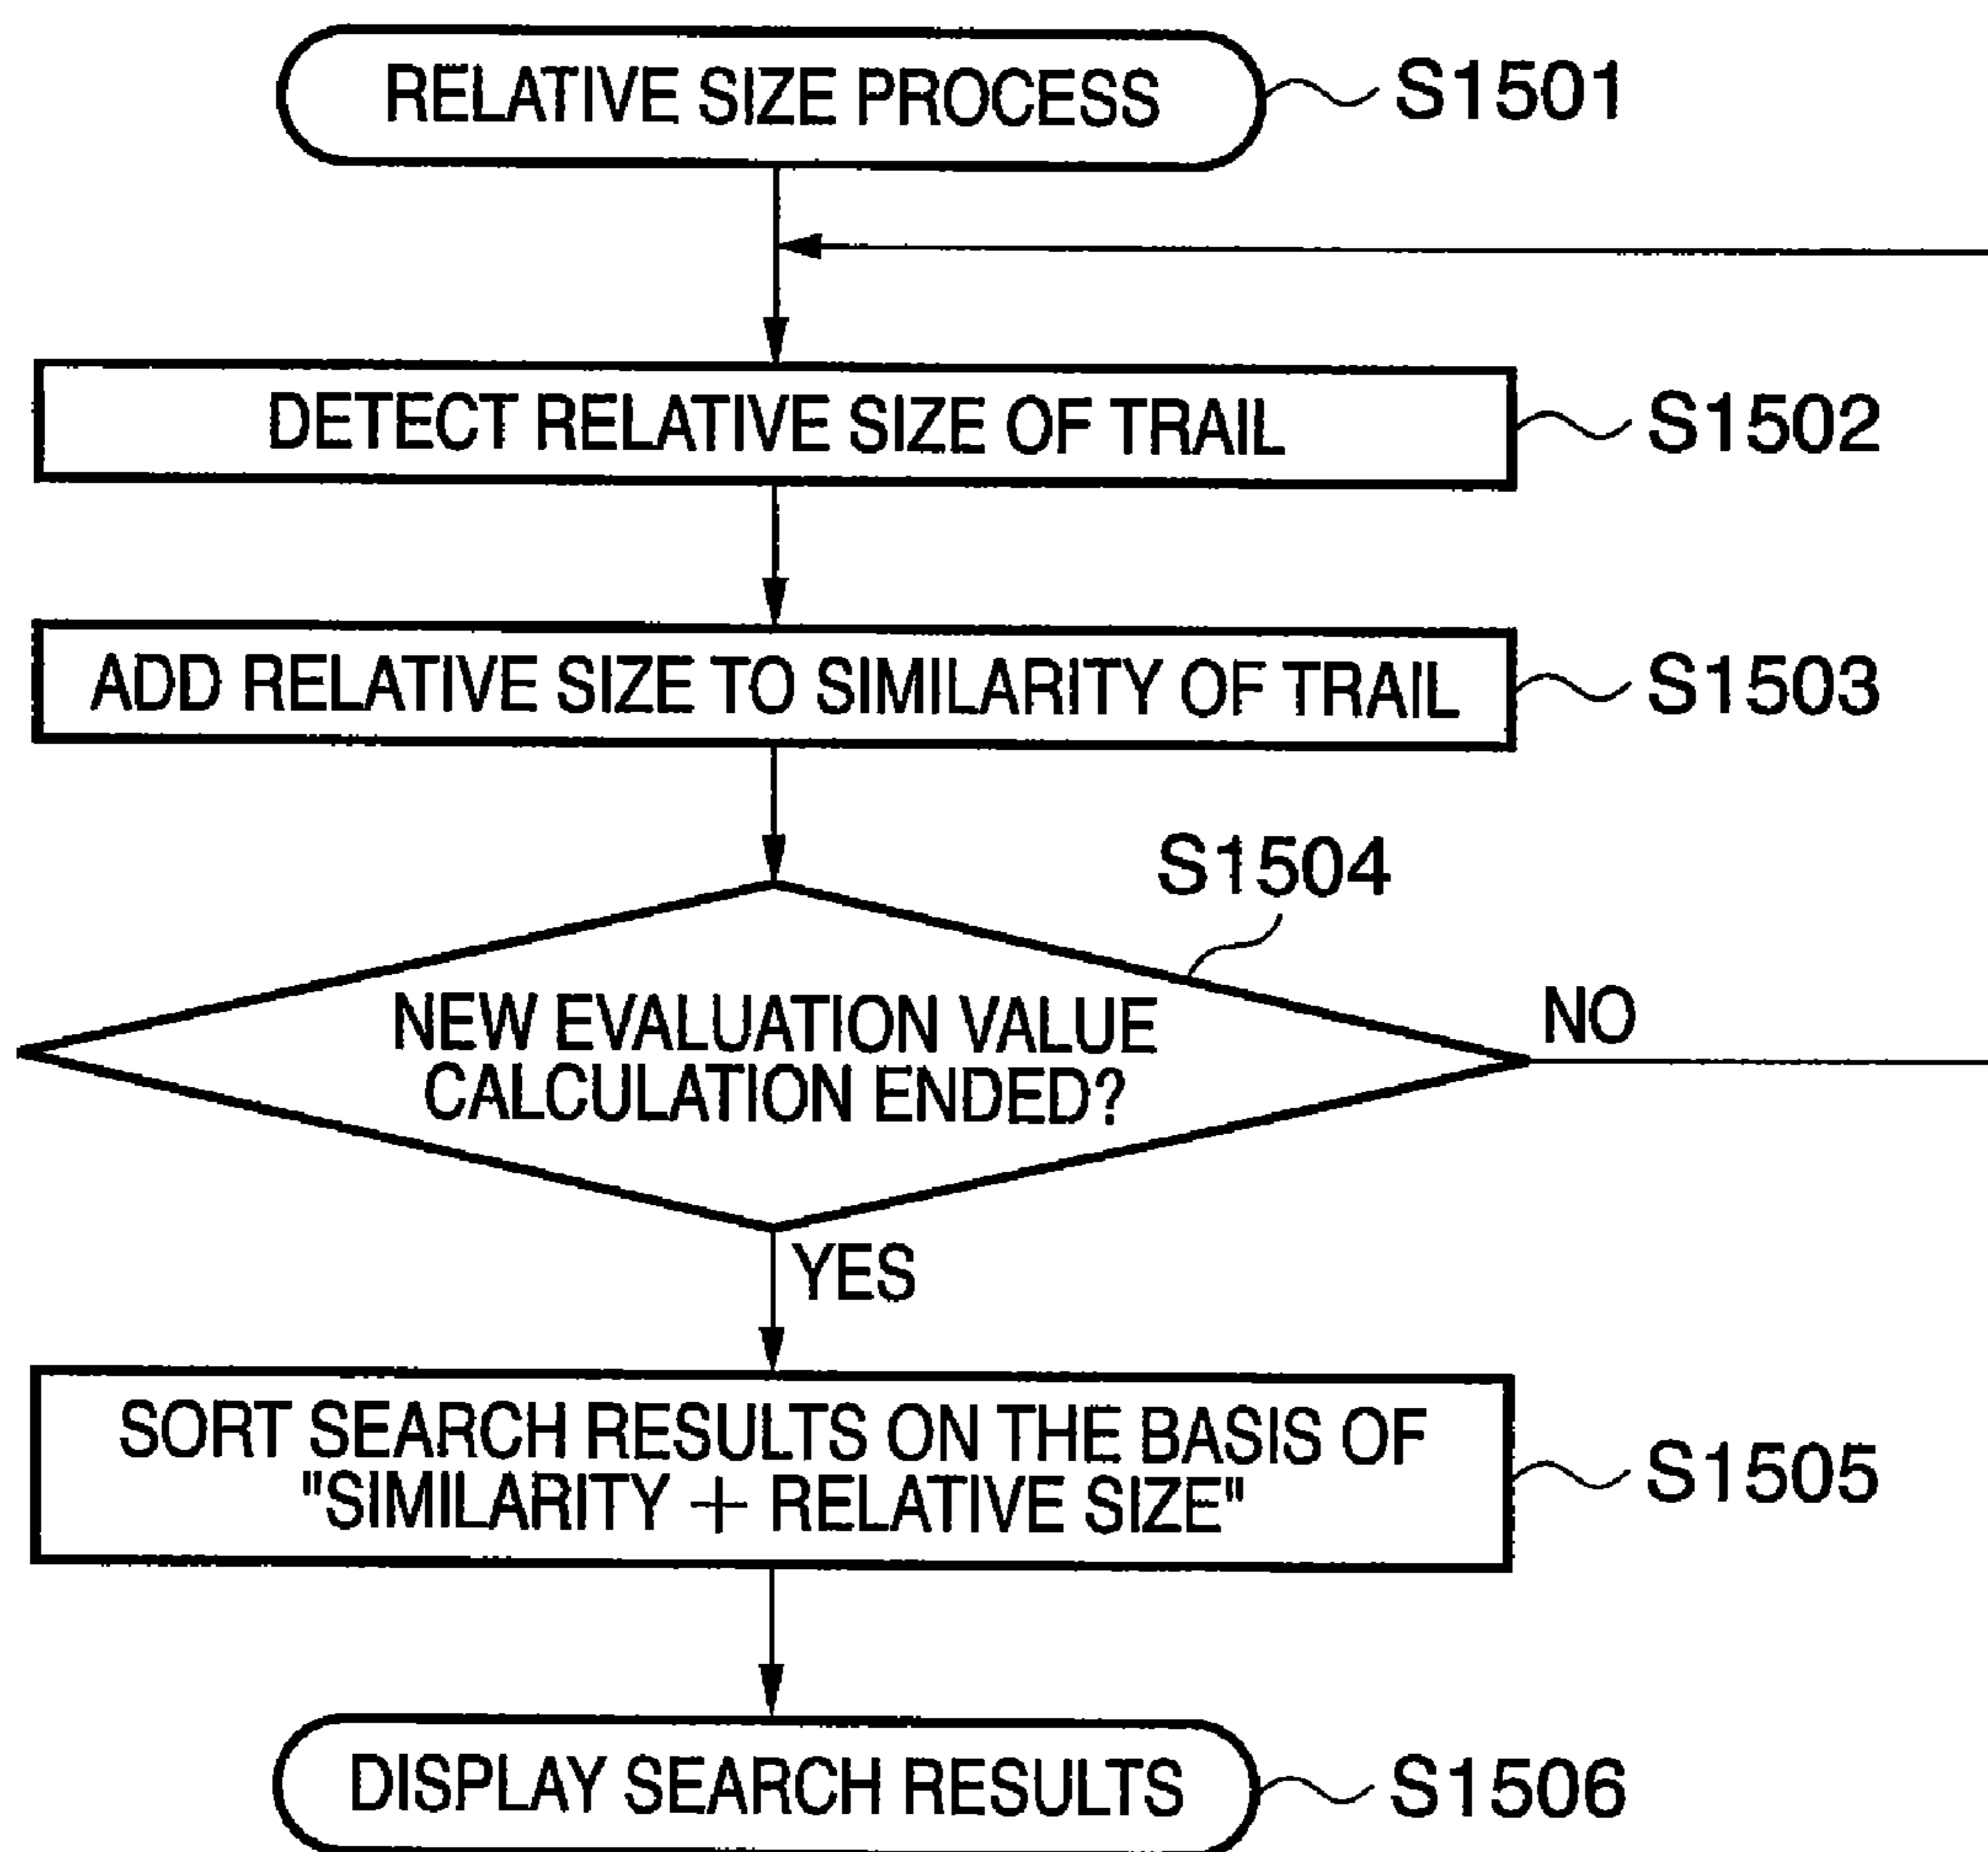 RELATIVE SIZE PROCESS
S1501
DETECT RELATIVE SIZE OF TRAIL
S1502
ADD RELATIVE SIZE TO SIMILARITY OF TRAIL
S1503
S1504
NEW EVALUATION VALUE
CALCULATION ENDED?
NO
YES
SORT SEARCH RESULTS ON THE BASIS OF
"SIMILARITY + RELATIVE SIZE"
S1505
DISPLAY SEARCH RESULTS
S1506